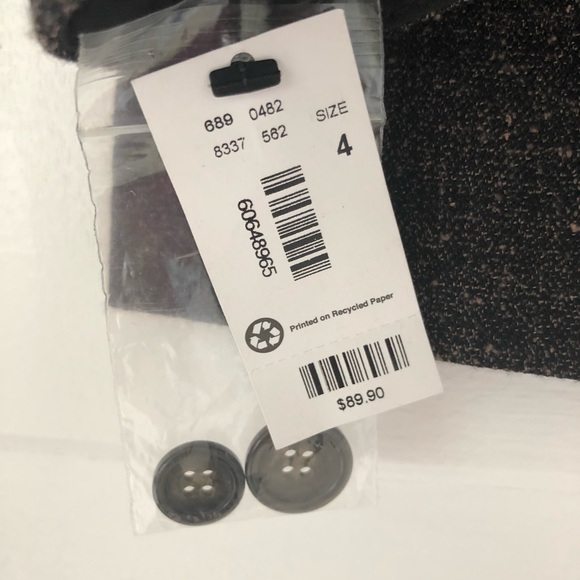 689 0482
8337 562
SIZE
4
60648965
Printed on Recycled Paper
$89.90